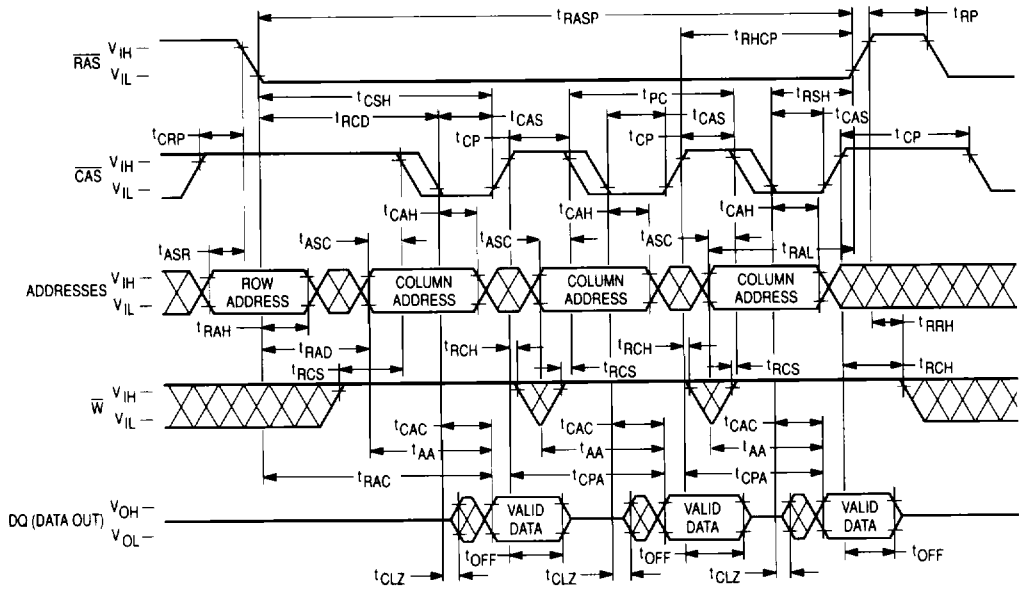 tRASP
tRP
tRHCP
RAS
VIH
VIL
tCSH
tPC
tRSH
tRCD
tCAS
tCAS
tCAS
tCRP
tCP
tCP
tCP
CAS
VIH
VIL
tCAH
tCAH
tCAH
tASR
tASC
tASC
tASC
tRAL
ADDRESSES
VIH
VIL
ROW ADDRESS
COLUMN ADDRESS
COLUMN ADDRESS
COLUMN ADDRESS
tRAH
tRRH
tRAD
tRCH
tRCH
tRCS
tRCS
tRCS
tRCH
W
VIH
VIL
tCAC
tCAC
tCAC
tAA
tAA
tAA
tRAC
tCPA
tCPA
DQ (DATA OUT)
VOH
VOL
VALID DATA
VALID DATA
VALID DATA
tOFF
tOFF
tOFF
tCLZ
tCLZ
tCLZ